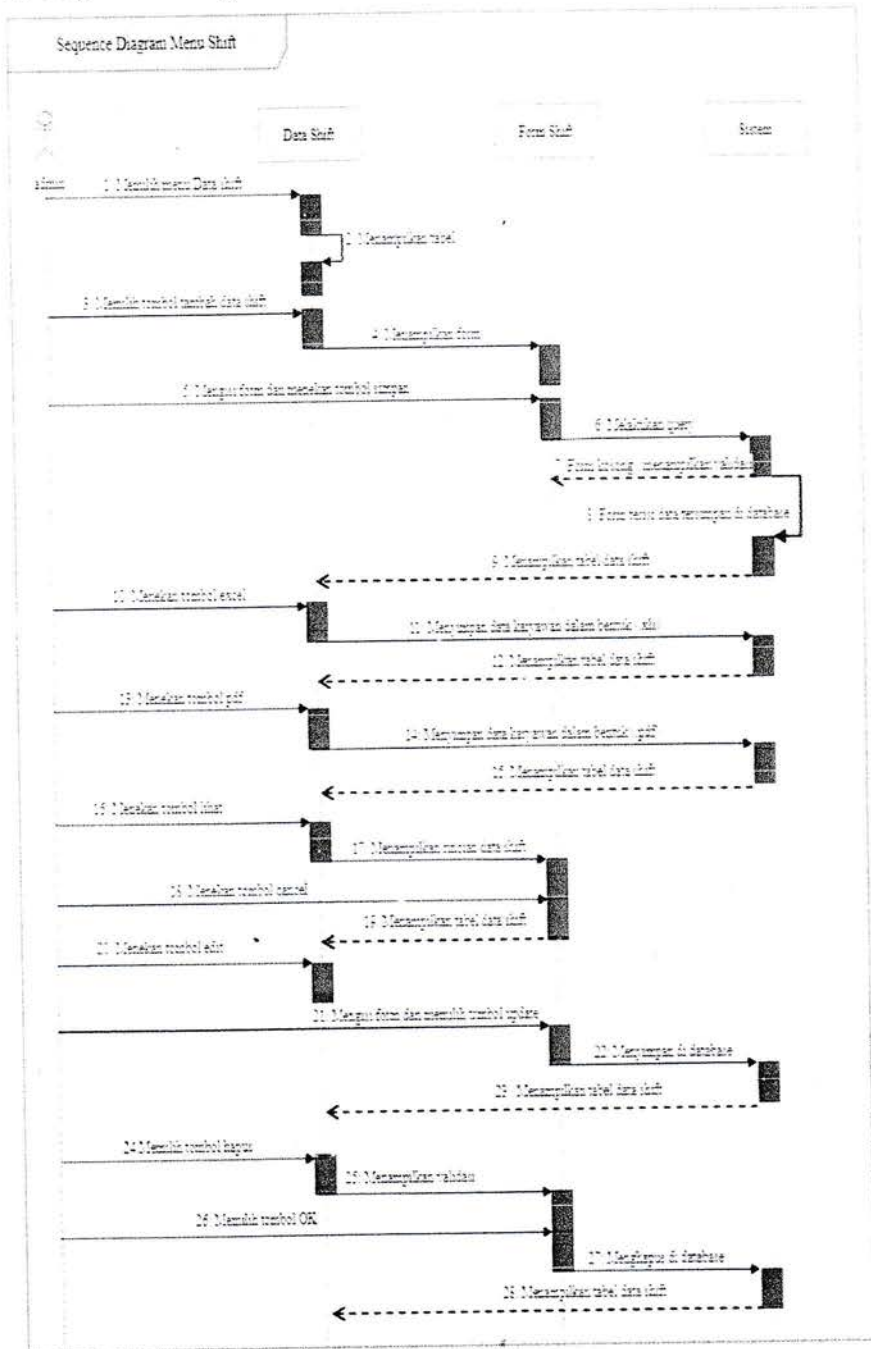 Sequence Diagram Menu Shift
Data Shift
Form Shift
Sistem
admin
1: Memilih menu Data shift
2: Menampilkan tabel
3: Memilih tombol tambah data shift
4: Menampilkan form
5: Mengisi form dan menekan tombol simpan
6: Melakukan query
7: Form kosong menampilkan validasi
8: Form terisi data tersimpan di database
9: Menampilkan tabel data shift
10: Menekan tombol excel
11: Menyimpan data karyawan dalam bentuk .xlsx
12: Menampilkan tabel data shift
13: Menekan tombol pdf
14: Menyimpan data karyawan dalam bentuk .pdf
15: Menampilkan tabel data shift
16: Menekan tombol lihat
17: Menampilkan rincian data shift
18: Menekan tombol cancel
19: Menampilkan tabel data shift
20: Menekan tombol edit
21: Mengisi form dan memilih tombol update
22: Menyimpan di database
23: Menampilkan tabel data shift
24 Memilih tombol hapus
25: Menampilkan validasi
26: Memilih tombol OK
27: Menghapus di database
28: Menampilkan tabel data shift